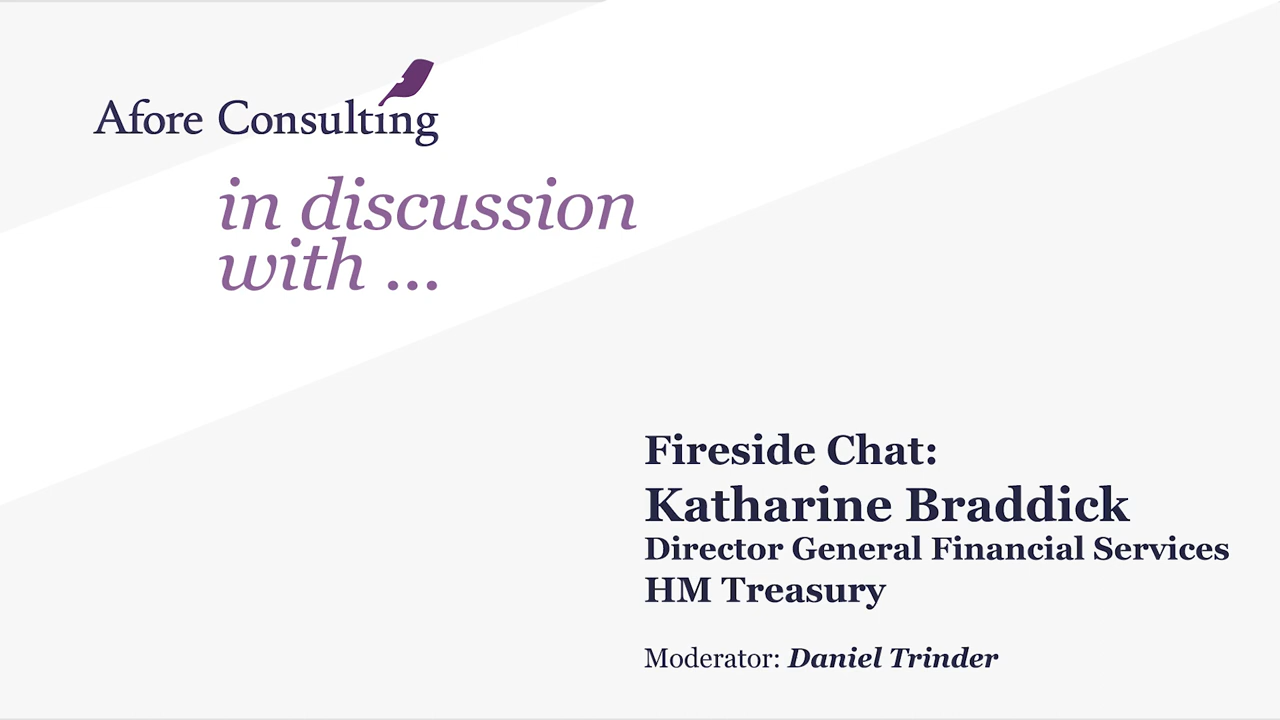 Afore Consulting
in discussion
with ...
Fireside Chat:
Katharine Braddick
Director General Financial Services
HM Treasury
Moderator: Daniel Trinder